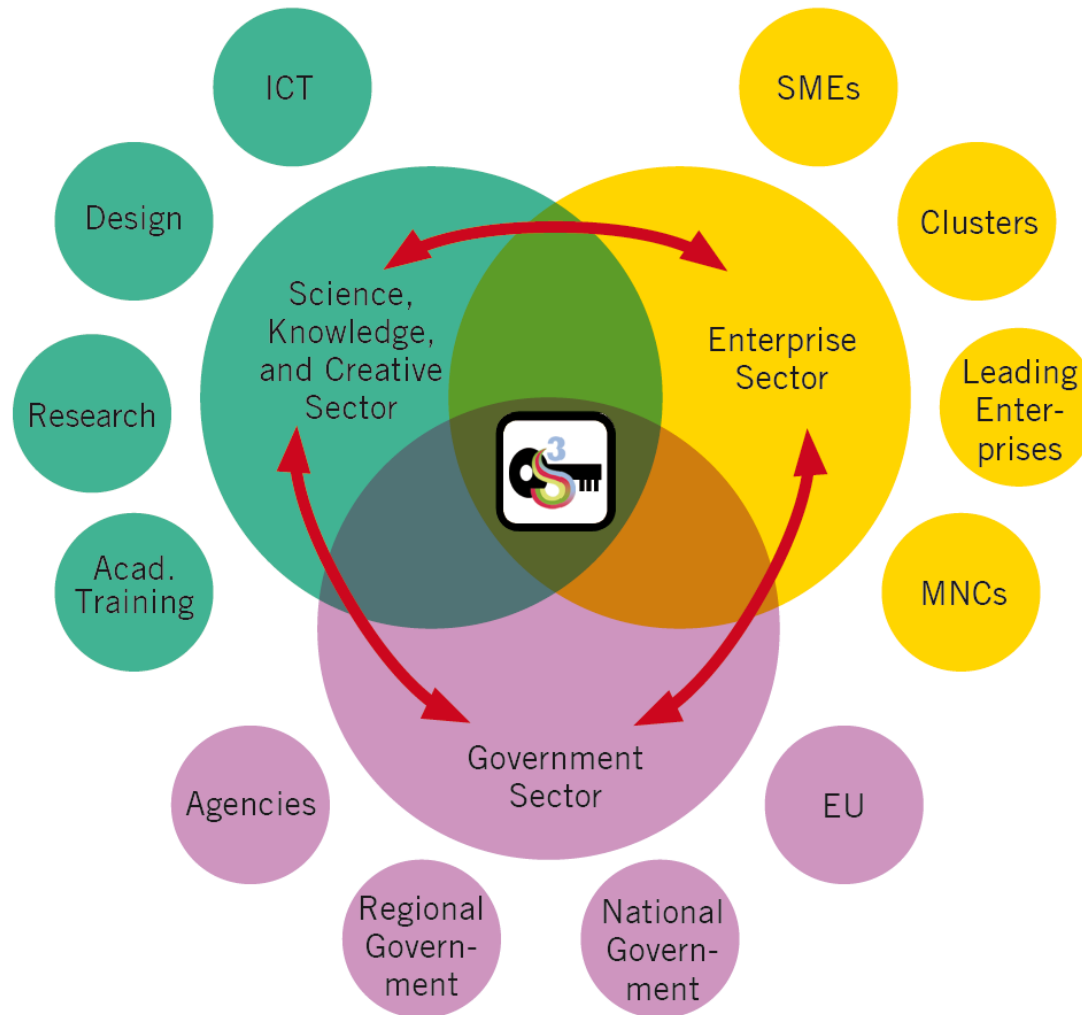 ICT
SMEs
Design
Clusters
Science,
Knowledge,
and Creative
Sector
Enterprise
Sector
Research
Leading
Enter-
prises
3
Acad.
Training
MNCs
Government
Sector
Agencies
EU
Regional
Govern-
ment
National
Govern-
ment